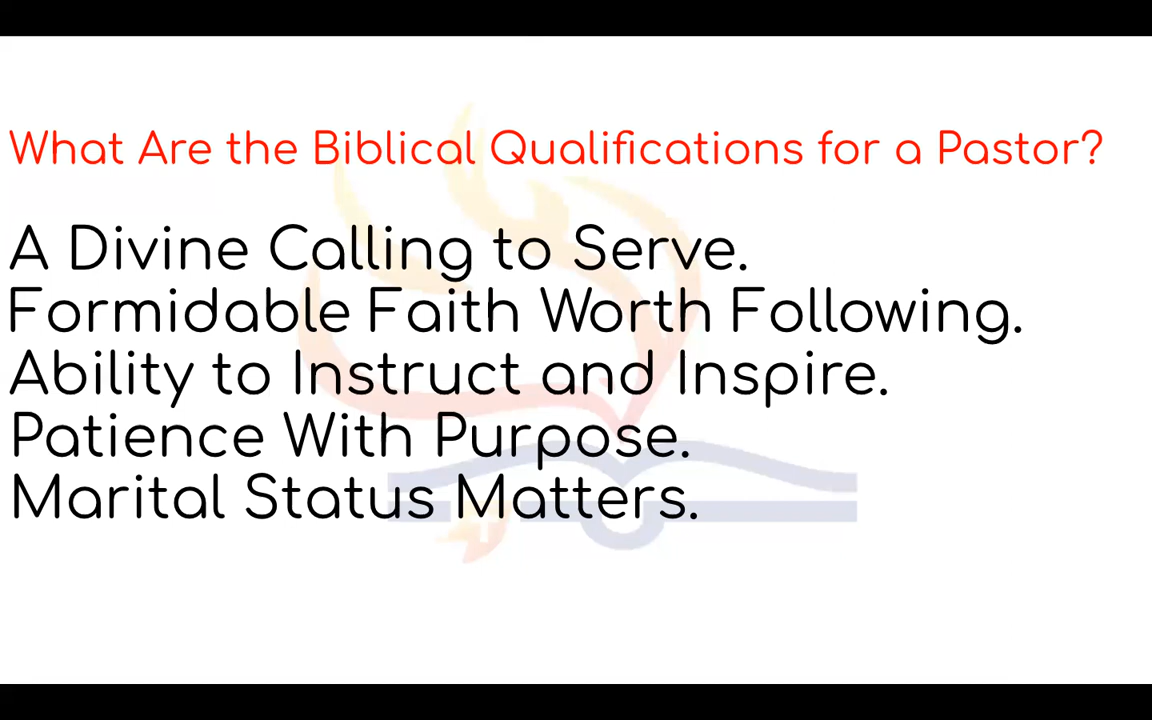 What Are the Biblical Qualifications for a Pastor?
A Divine Calling to Serve.
Formidable Faith Worth Following.
Ability to Instruct and Inspire.
Patience With Purpose.
Marital Status Matters.